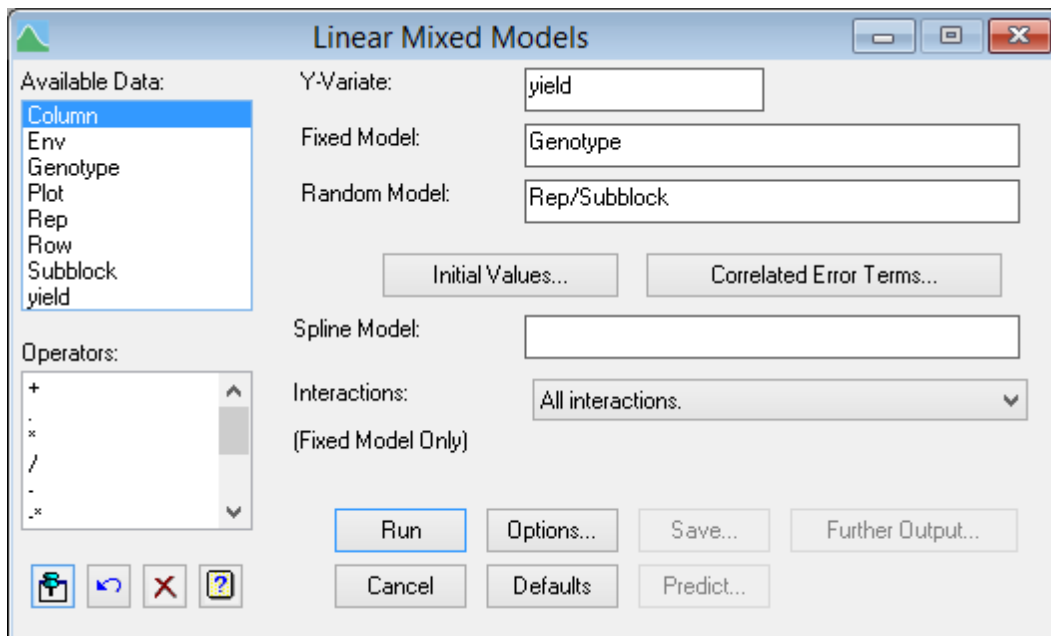 Linear Mixed Models
Available Data:
Column
Env
Genotype
Plot
Rep
Row
Subblock
yield
Operators:
+
.
*
/
-
-*
Y-Variate:
yield
Fixed Model:
Genotype
Random Model:
Rep/Subblock
Initial Values...
Correlated Error Terms...
Spline Model:
Interactions:
All interactions.
(Fixed Model Only)
Run
Options...
Save...
Further Output...
Cancel
Defaults
Predict...
?